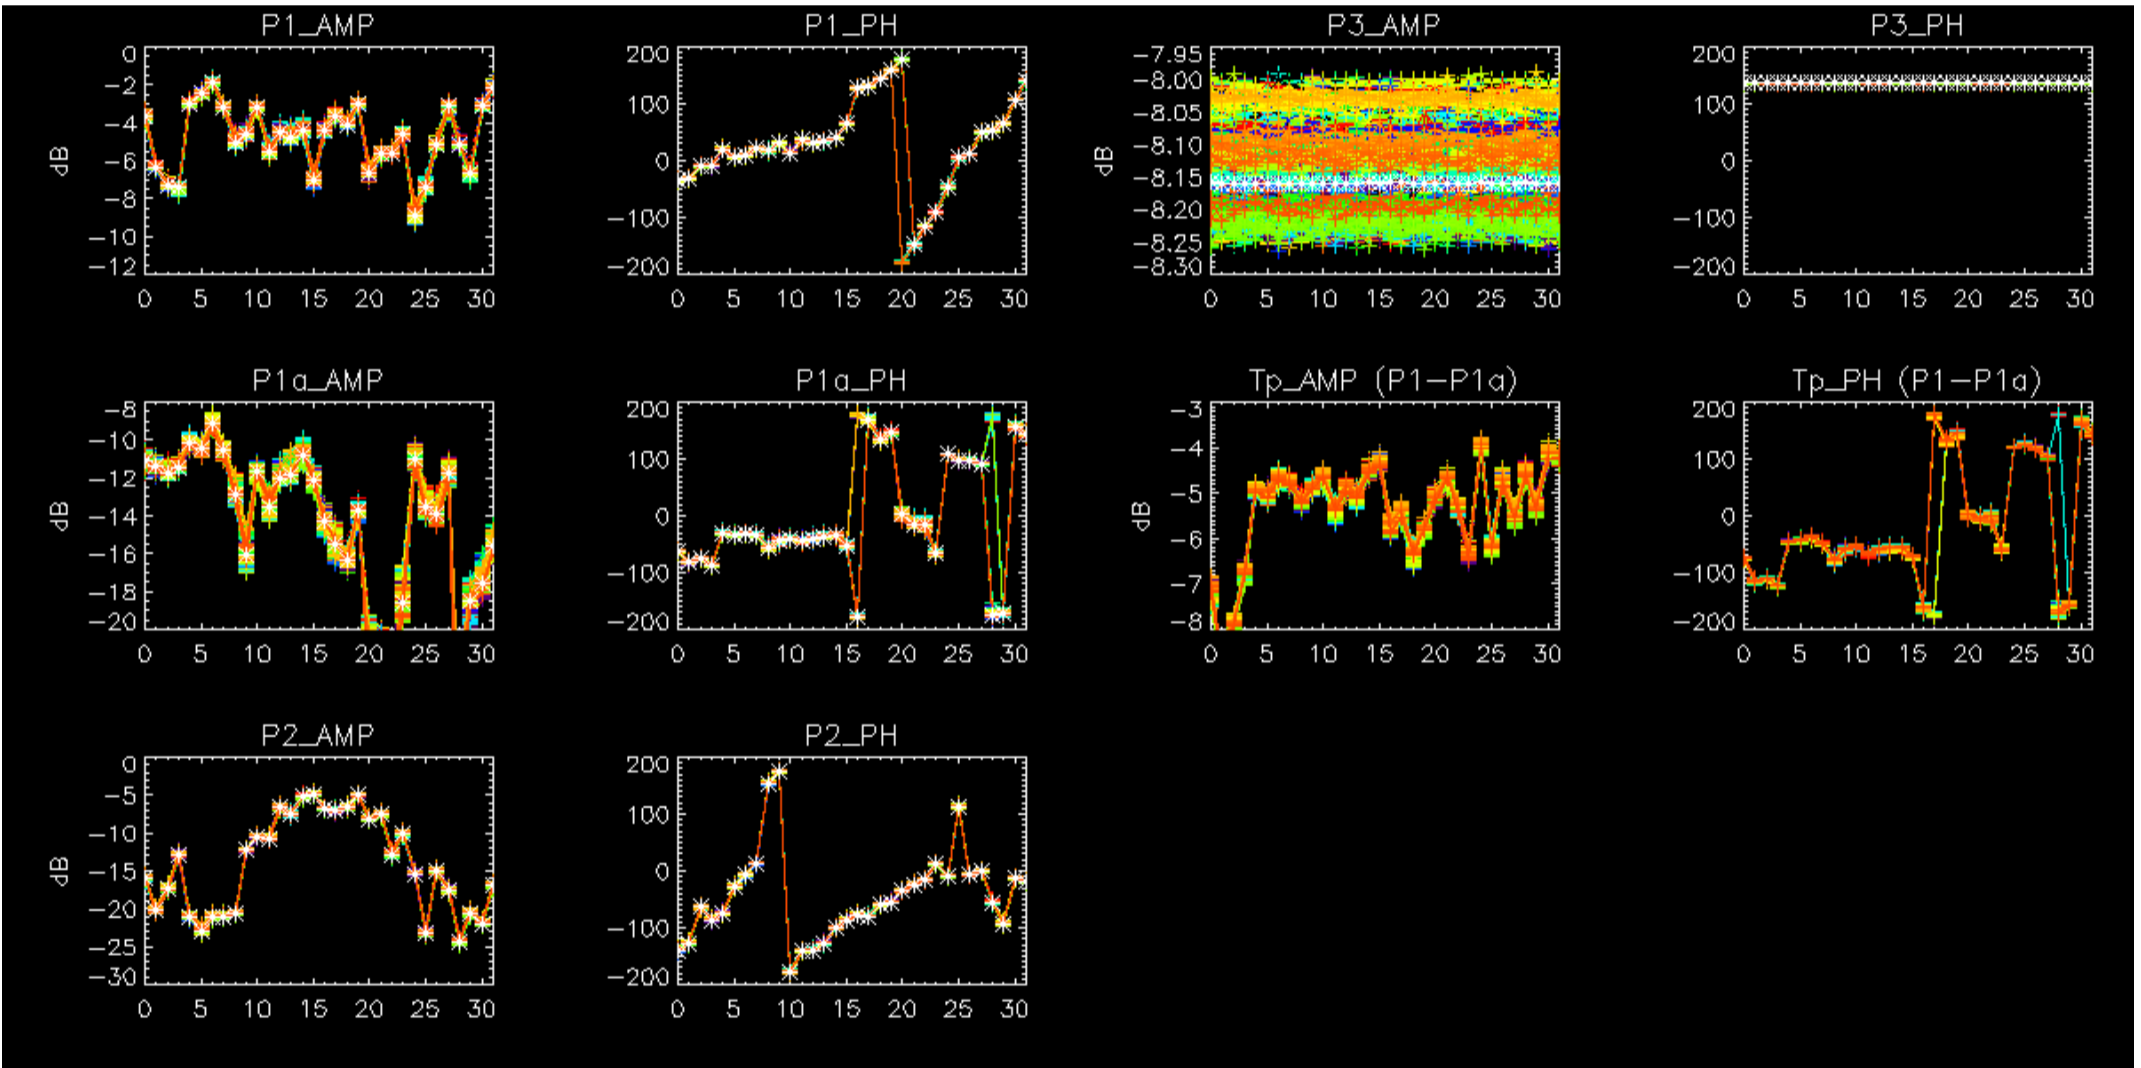 P1_AMP
P1_PH
P3_AMP
P3_PH
0
−2
−4
−6
−8
−10
−12
dB
0 5 10 15 20 25 30
200
100
0
−100
−200
0 5 10 15 20 25 30
−7.95
−8.00
−8.05
−8.10
−8.15
−8.20
−8.25
−8.30
dB
0 5 10 15 20 25 30
200
100
0
−100
−200
0 5 10 15 20 25 30
P1a_AMP
P1a_PH
Tp_AMP (P1−P1a)
Tp_PH (P1−P1a)
−8
−10
−12
−14
−16
−18
−20
dB
0 5 10 15 20 25 30
200
100
0
−100
−200
0 5 10 15 20 25 30
−3
−4
−5
−6
−7
−8
dB
0 5 10 15 20 25 30
200
100
0
−100
−200
0 5 10 15 20 25 30
P2_AMP
P2_PH
0
−5
−10
−15
−20
−25
−30
dB
0 5 10 15 20 25 30
200
100
0
−100
−200
0 5 10 15 20 25 30